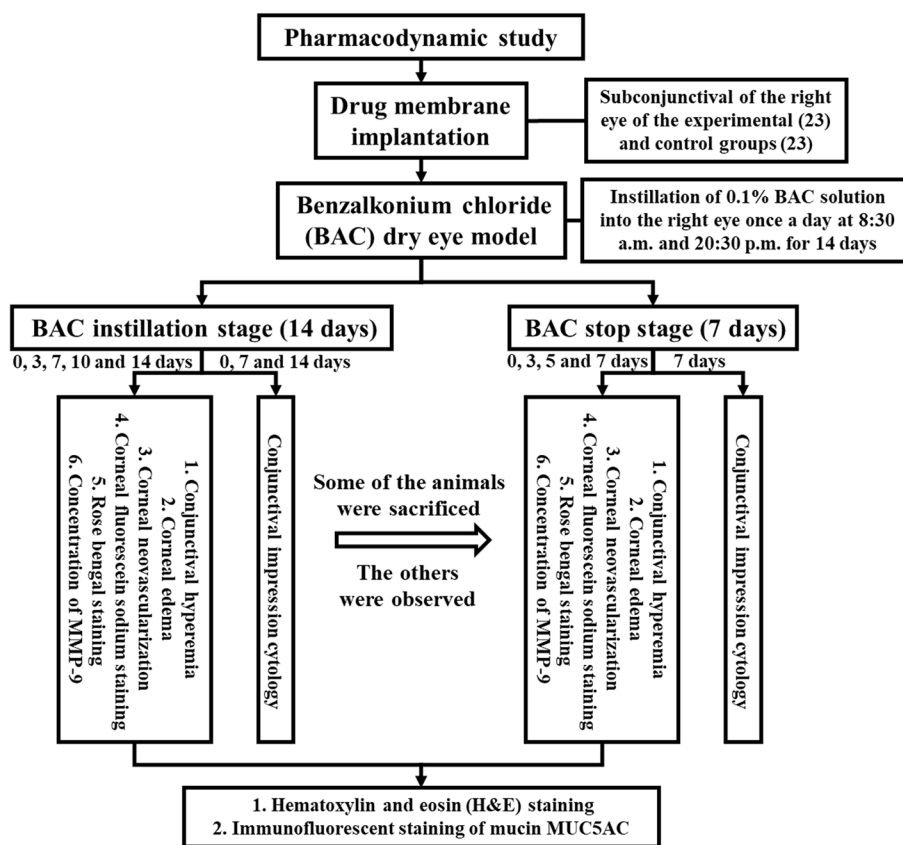 Pharmacodynamic study
Drug membrane
implantation
Subconjunctival of the right
eye of the experimental (23)
and control groups (23)
Benzalkonium chloride
(BAC) dry eye model
Instillation of 0.1% BAC solution
into the right eye once a day at 8:30
a.m. and 20:30 p.m. for 14 days
BAC instillation stage (14 days)
BAC stop stage (7 days)
0, 3, 7, 10 and 14 days
0, 7 and 14 days
0, 3, 5 and 7 days
7 days
1. Conjunctival hyperemia
2. Corneal edema
3. Corneal neovascularization
4. Corneal fluorescein sodium staining
5. Rose bengal staining
6. Concentration of MMP-9
Conjunctival impression cytology
Some of the animals
were sacrificed
The others
were observed
1. Conjunctival hyperemia
2. Corneal edema
3. Corneal neovascularization
4. Corneal fluorescein sodium staining
5. Rose bengal staining
6. Concentration of MMP-9
Conjunctival impression cytology
1. Hematoxylin and eosin (H&E) staining
2. Immunofluorescent staining of mucin MUC5AC